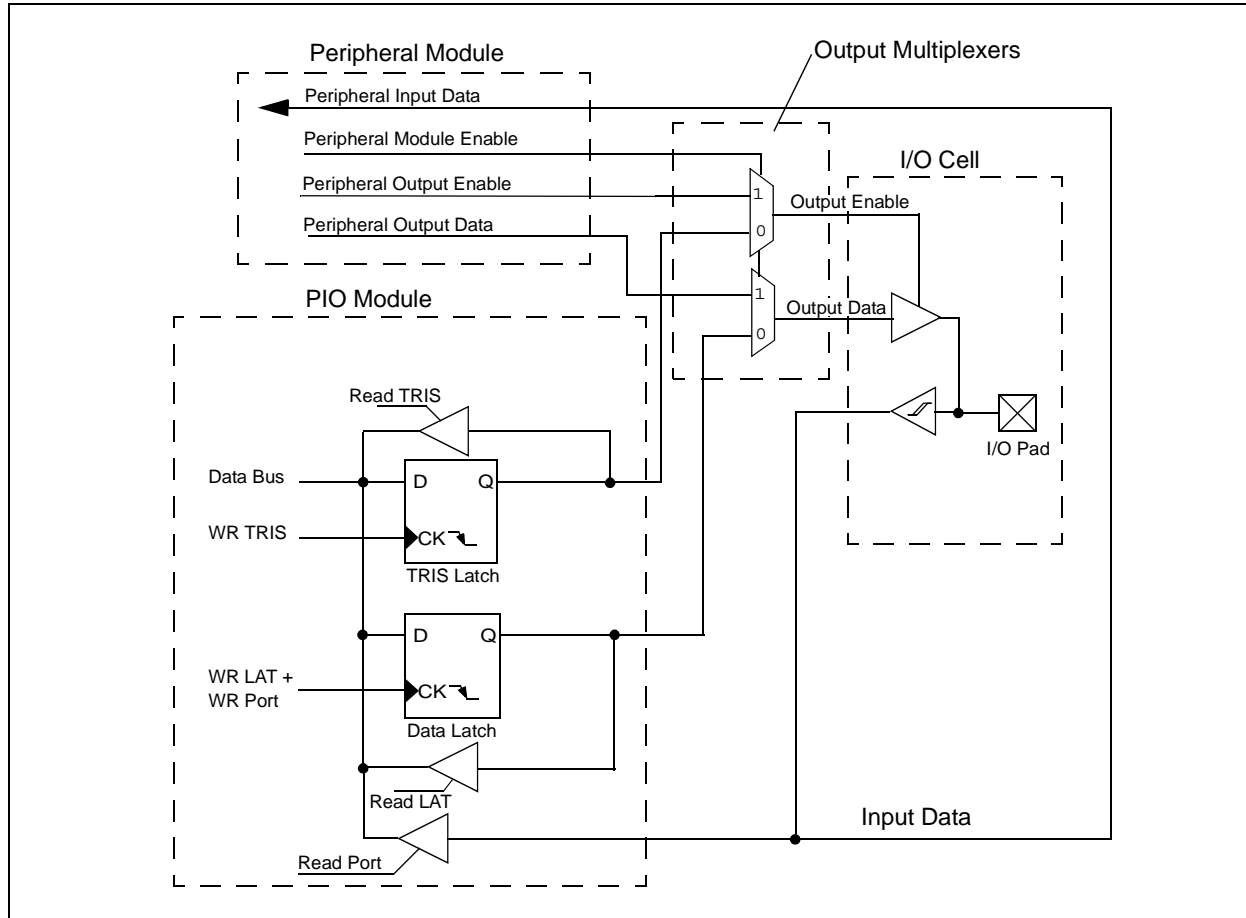 Peripheral Module
Output Multiplexers
Peripheral Input Data
Peripheral Module Enable
I/O Cell
Peripheral Output Enable
1
Output Enable
Peripheral Output Data
0
PIO Module
1
Output Data
0
Read TRIS
I/O Pad
Data Bus
D
Q
WR TRIS
CK
TRIS Latch
D
Q
WR LAT +
WR Port
CK
Data Latch
Read LAT
Input Data
Read Port